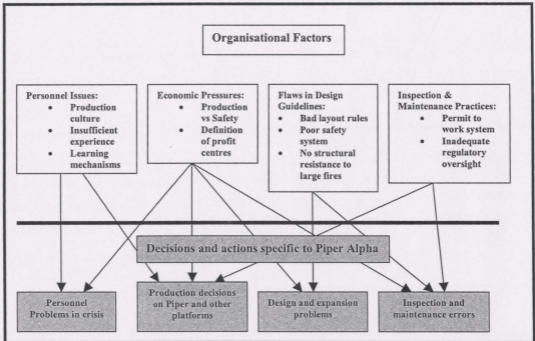 Organisational Factors
Personnel Issues:
• Production
culture
• Insufficient
experience
• Learning
mechanisms
Economic Pressures:
• Production
vs Safety
• Definition
of profit
centres
Flaws in Design
Guidelines:
• Bad layout rules
• Poor safety
system
• No structural
resistance to
large fires
Inspection &
Maintenance Practices:
• Permit to
work system
• Inadequate
regulatory
oversight
Decisions and actions specific to Piper Alpha
Personnel
Problems in crisis
Production decisions
on Piper and other
platforms
Design and expansion
problems
Inspection and
maintenance errors